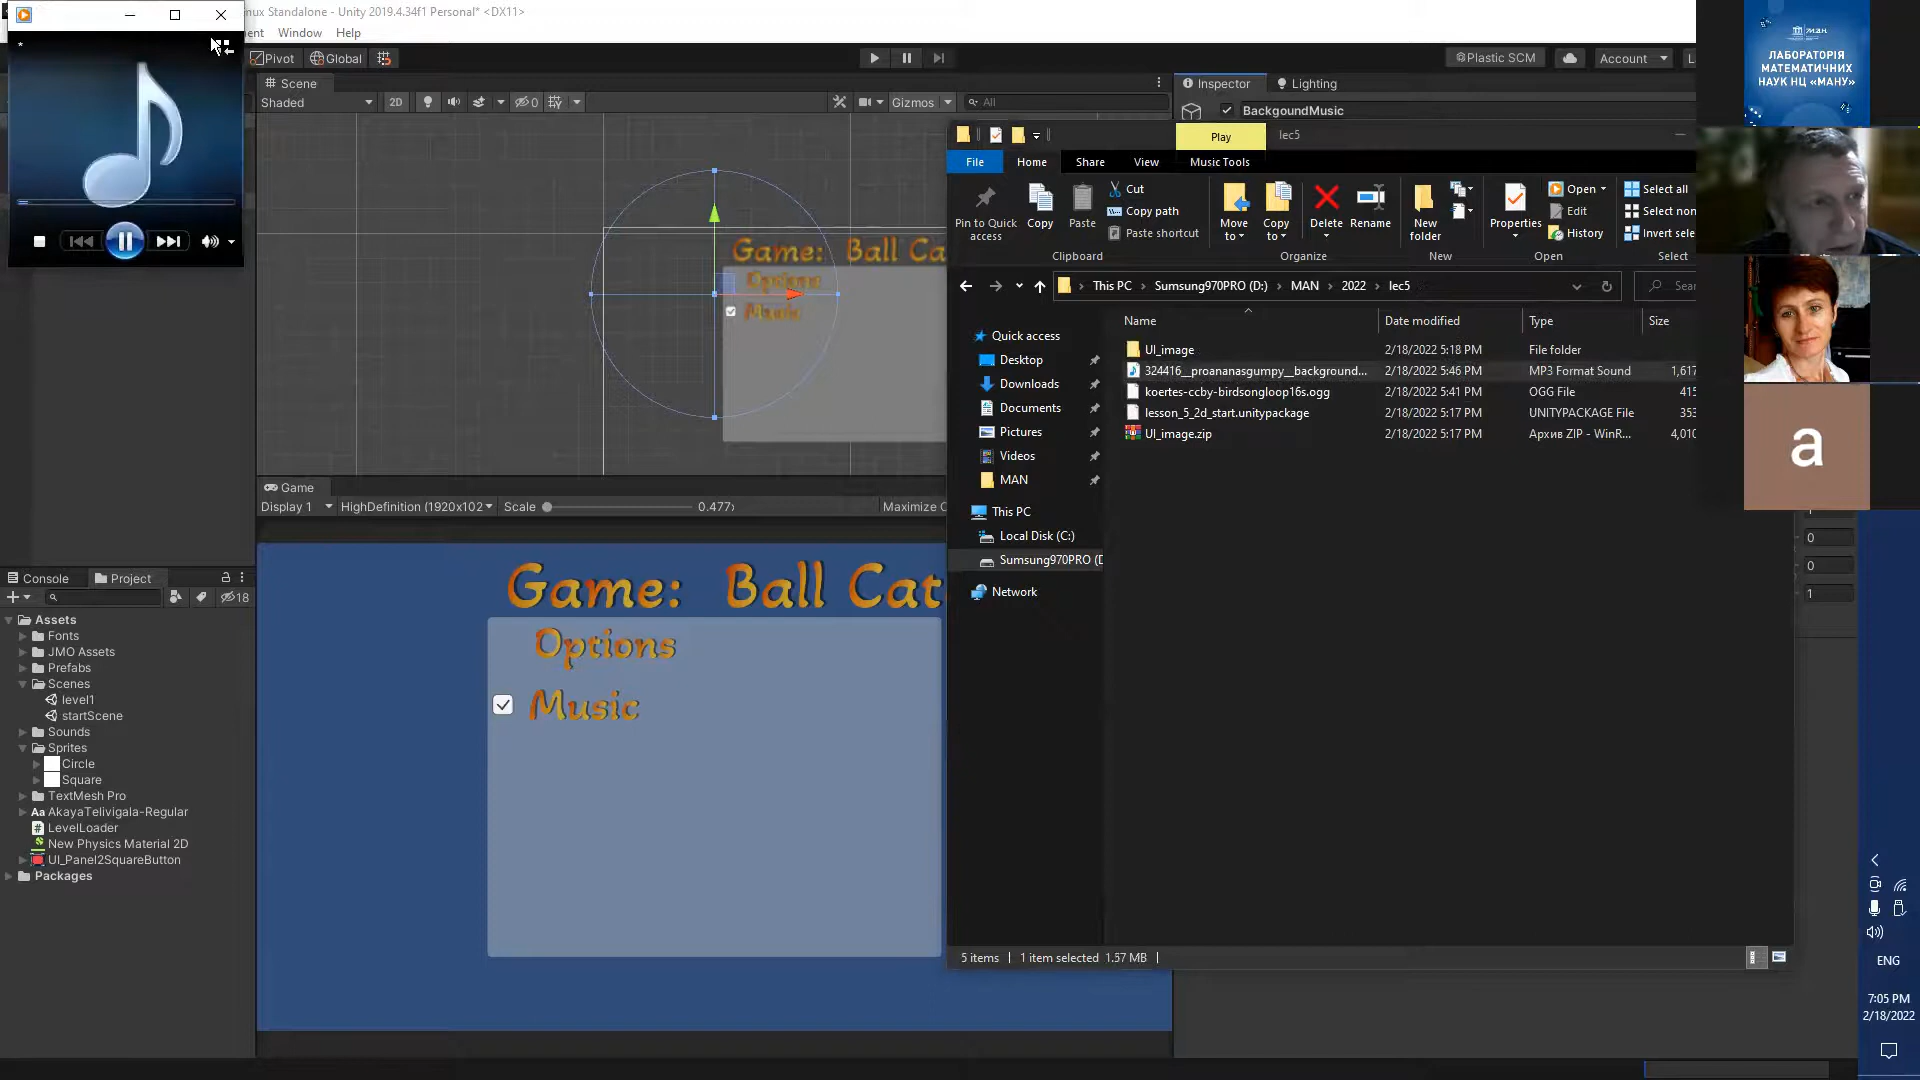 nux Standalone - Unity 2019.4.34f1 Personal* <DX11>
ent Window Help
*
Pivot Global
Plastic SCM Account L
Scene
Inspector Lighting
Shaded 2D 0 Gizmos All
BackgoundMusic
Play lec5
File Home Share View Music Tools
Pin to Quick access
Copy
Paste
Cut
Copy path
Paste shortcut
Move to
Copy to
Delete
Rename
New folder
Properties
Open
Edit
History
Select all
Select non
Invert sele
Clipboard Organize New Open Select
This PC Sumsung970PRO (D:) MAN 2022 lec5 Sear
Name Date modified Type Size
UI_image 2/18/2022 5:18 PM File folder
324416__proananasgumpy__background... 2/18/2022 5:46 PM MP3 Format Sound 1,617
koertes-ccby-birdsongloop16s.ogg 2/18/2022 5:41 PM OGG File 415
lesson_5_2d_start.unitypackage 2/18/2022 5:17 PM UNITYPACKAGE File 353
UI_image.zip 2/18/2022 5:17 PM Архив ZIP - WinR... 4,010
Quick access
Desktop
Downloads
Documents
Pictures
Videos
MAN
This PC
Local Disk (C:)
Sumsung970PRO (D
Network
5 items 1 item selected 1.57 MB
Game: Ball Ca
Options
Music
Game
Display 1 HighDefinition (1920x102 Scale 0.477 Maximize C
Game: Ball Cat
Options
Music
Console Project
18
Assets
Fonts
JMO Assets
Prefabs
Scenes
level1
startScene
Sounds
Sprites
Circle
Square
TextMesh Pro
Aa AkayaTelivigala-Regular
LevelLoader
New Physics Material 2D
UI_Panel2SquareButton
Packages
0
0
1
ЛАБОРАТОРІЯ
МАТЕМАТИЧНИХ
НАУК НЦ «МАНУ»
a
ENG
7:05 PM
2/18/2022